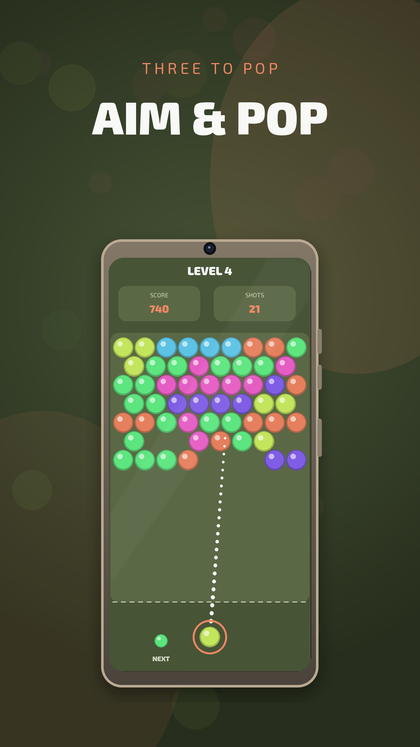 THREE TO POP
AIM & POP
LEVEL 4
SCORE
740
SHOTS
21
NEXT